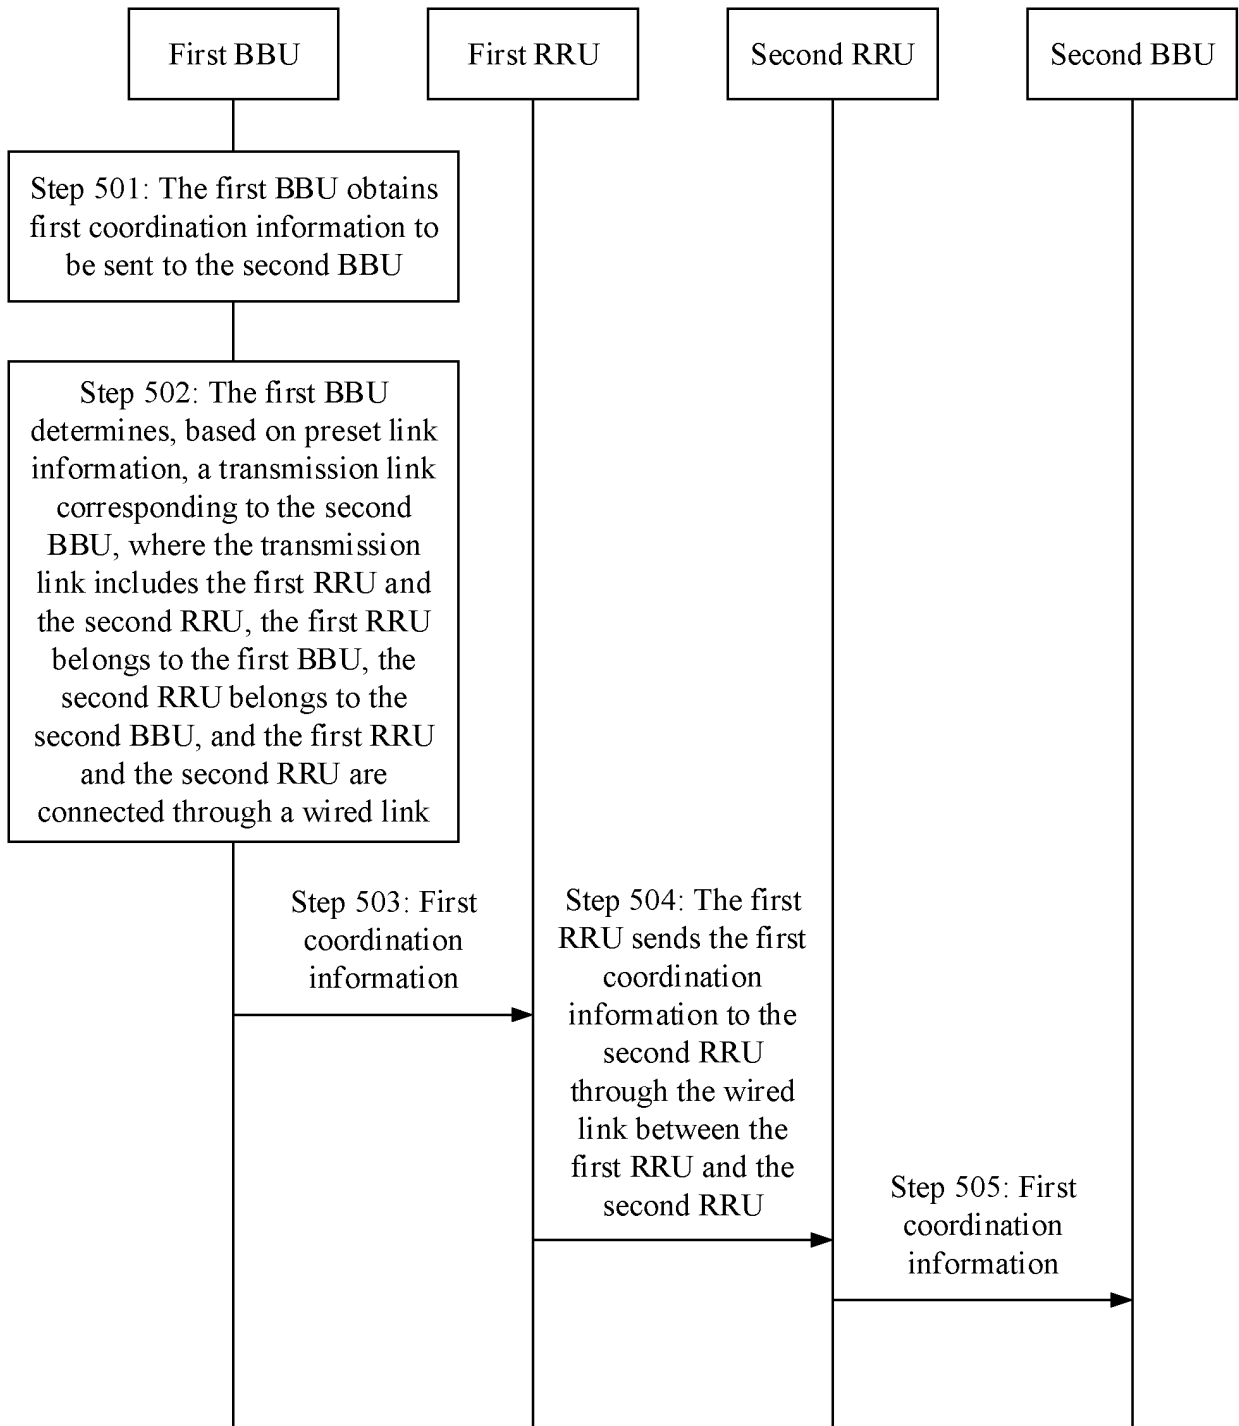 First BBU
First RRU
Second RRU
Second BBU
Step 501: The first BBU obtains
first coordination information to
be sent to the second BBU
Step 502: The first BBU
determines, based on preset link
information, a transmission link
corresponding to the second
BBU, where the transmission
link includes the first RRU and
the second RRU, the first RRU
belongs to the first BBU, the
second RRU belongs to the
second BBU, and the first RRU
and the second RRU are
connected through a wired link
Step 503: First
coordination
information
Step 504: The first
RRU sends the first
coordination
information to the
second RRU
through the wired
link between the
first RRU and the
second RRU
Step 505: First
coordination
information